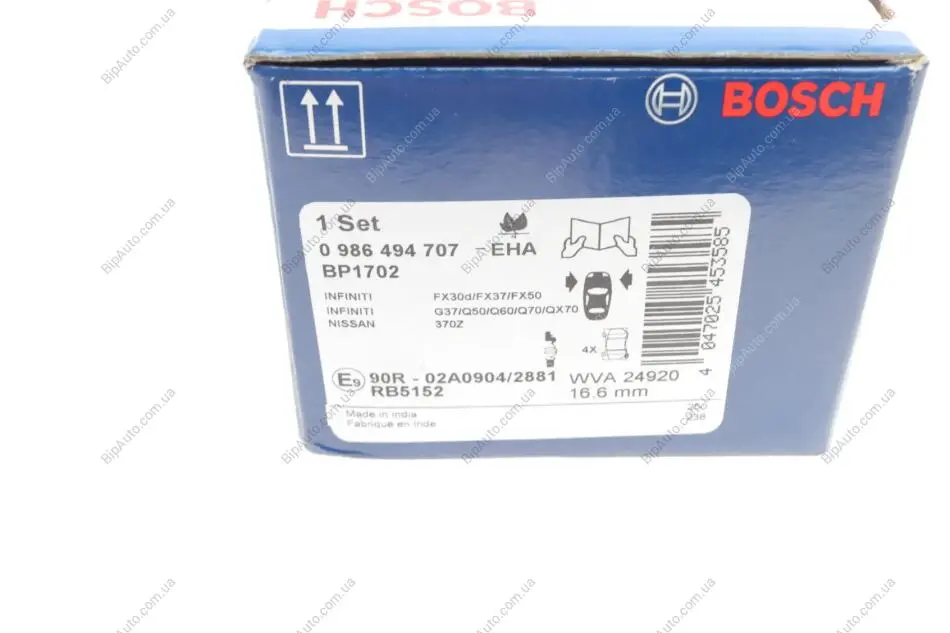 BOSCH
BOSCH
1 Set
0 986 494 707 -EHA
BP1702
INFINITI FX30d/FX37/FX50
INFINITI G37/Q50/Q60/Q70/QX70
NISSAN 370Z
4X
4 047025 453585
E9 90R - 02A0904/2881 WVA 24920
RB5152 16.6 mm
Made in India
Fabriqué en Inde
BipAuto.com.ua